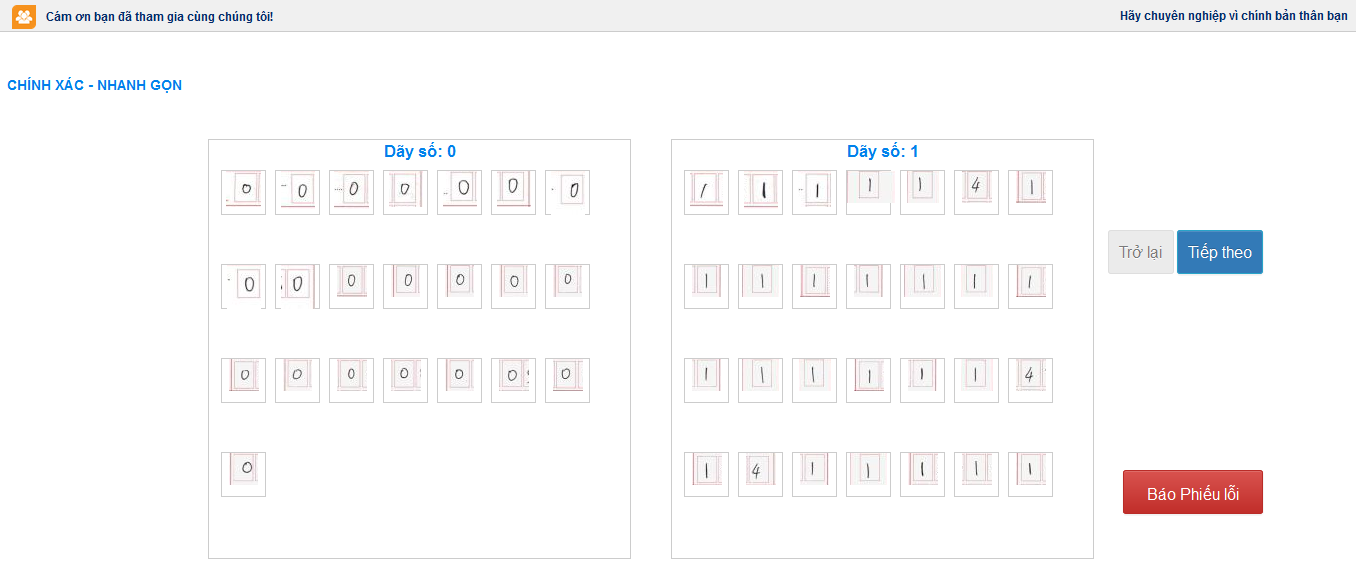 Cám ơn bạn đã tham gia cùng chúng tôi!
Hãy chuyên nghiệp vì chính bản thân bạn
CHÍNH XÁC - NHANH GỌN
Dãy số: 0
0 0 0 0 0 0 0
0 0 0 0 0 0 0
0 0 0 0 0 0 0
0
Dãy số: 1
1 1 1 1 1 4 1
1 1 1 1 1 1 1
1 1 1 1 1 1 4
1 4 1 1 1 1 1
Trở lại
Tiếp theo
Báo Phiếu lỗi